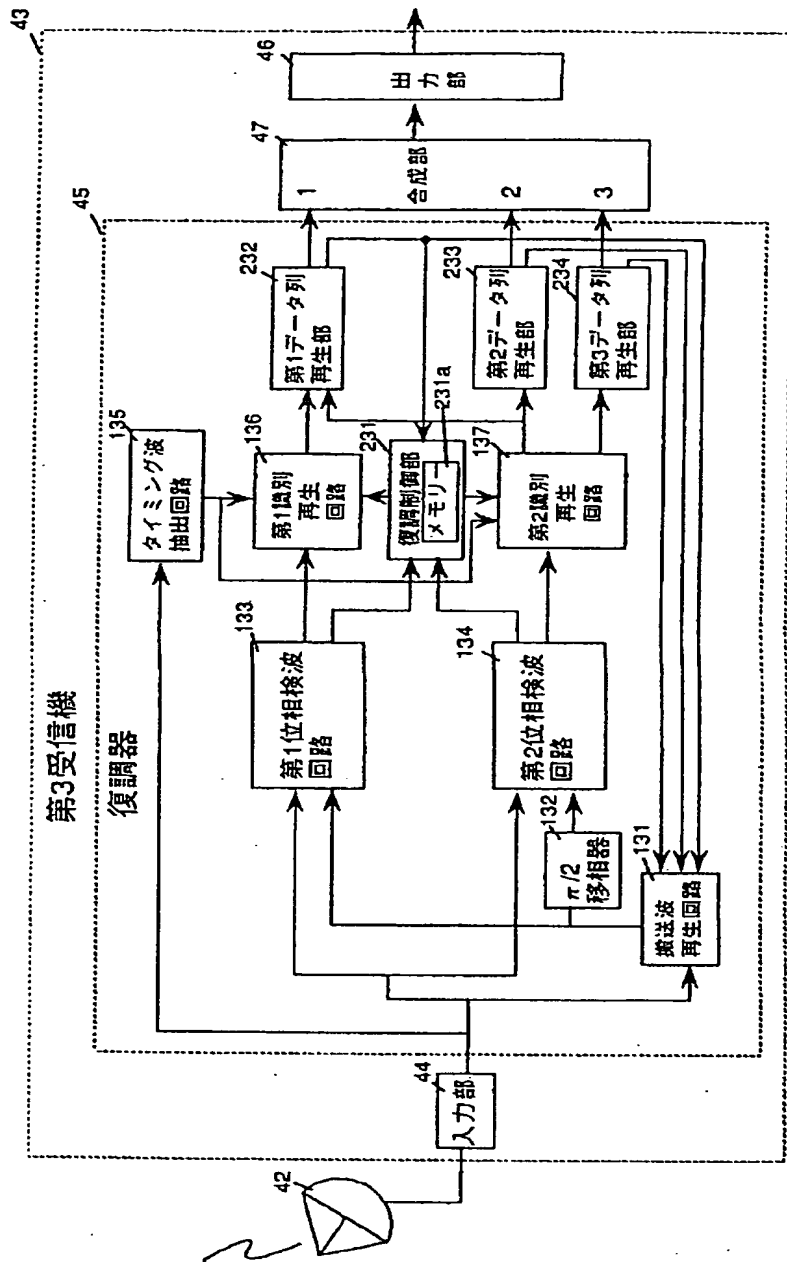 第3受信機
43
復調器
45
42
44
入力部
135
タイミング波
抽出回路
133
第1位相検波
回路
134
第2位相検波
回路
132
π/2
移相器
131
搬送波
再生回路
136
第1識別
再生
回路
231
復調制御部
メモリー
231a
137
第2識別
再生
回路
232
第1データ列
再生部
233
第2データ列
再生部
234
第3データ列
再生部
47
合成部
1
2
3
46
出力部